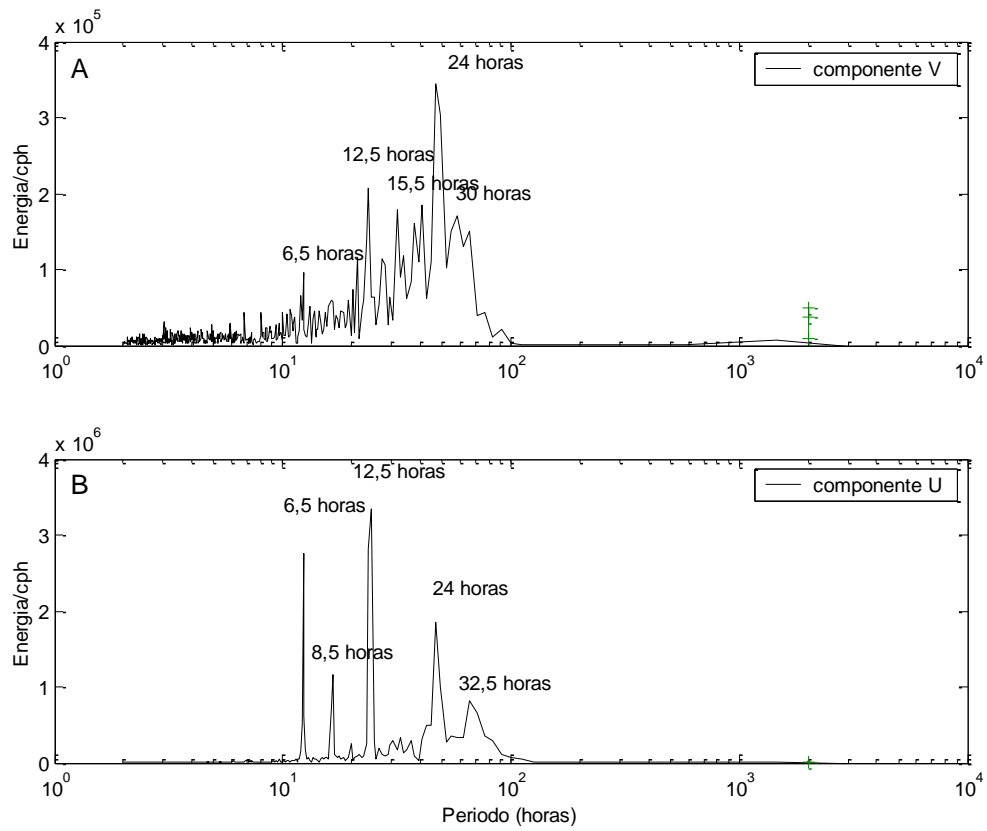 x 10^5
A
24 horas
componente V
12,5 horas
15,5 horas
30 horas
6,5 horas
Energia/cph
4
3
2
1
0
10^0
10^1
10^2
10^3
10^4
x 10^6
B
12,5 horas
componente U
6,5 horas
24 horas
8,5 horas
32,5 horas
Energia/cph
4
3
2
1
0
10^0
10^1
10^2
10^3
10^4
Periodo (horas)